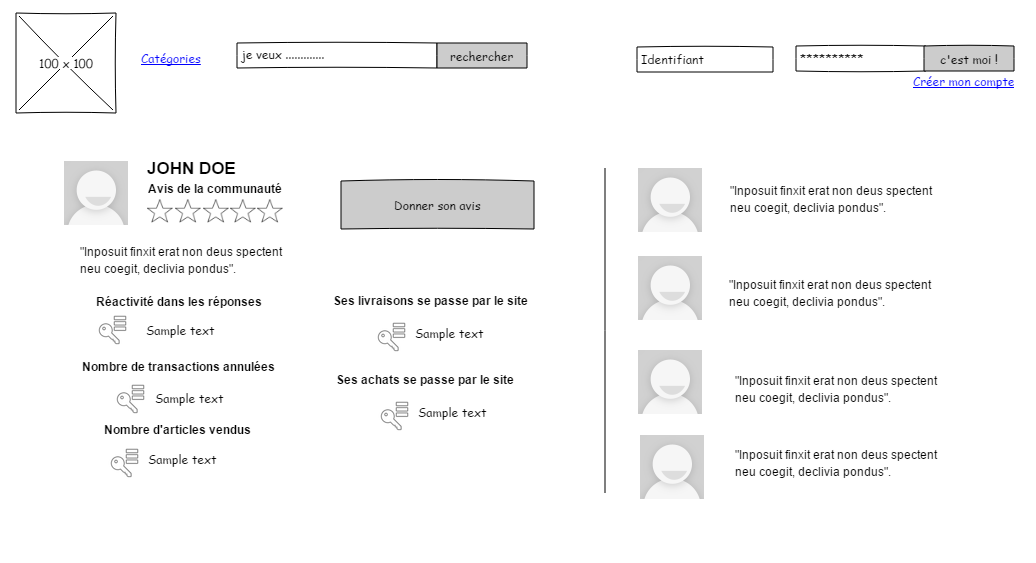 100 x 100
Catégories
je veux .............
rechercher
Identifiant
**********
c'est moi !
Créer mon compte
JOHN DOE
Avis de la communauté
Donner son avis
"Inposuit finxit erat non deus spectent
neu coegit, declivia pondus".
Réactivité dans les réponses
Sample text
Nombre de transactions annulées
Sample text
Nombre d'articles vendus
Sample text
Ses livraisons se passe par le site
Sample text
Ses achats se passe par le site
Sample text
"Inposuit finxit erat non deus spectent
neu coegit, declivia pondus".
"Inposuit finxit erat non deus spectent
neu coegit, declivia pondus".
"Inposuit finxit erat non deus spectent
neu coegit, declivia pondus".
"Inposuit finxit erat non deus spectent
neu coegit, declivia pondus".